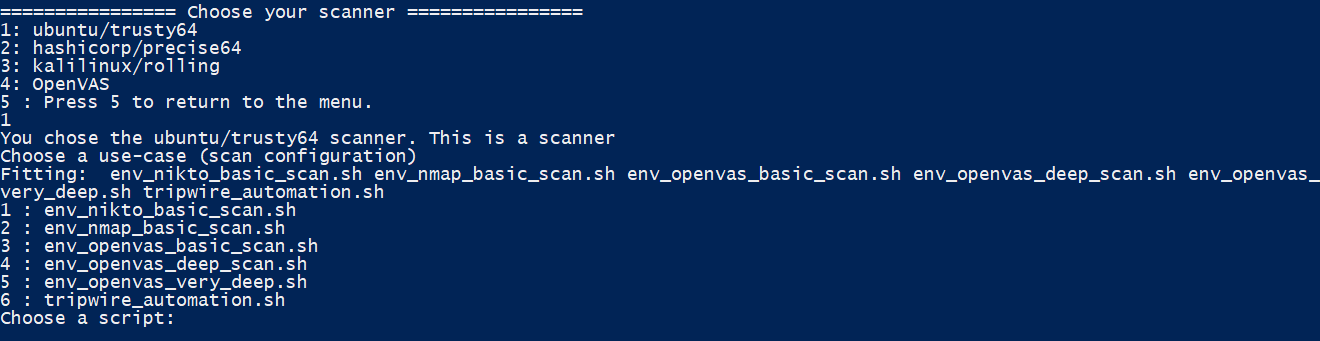 ================ Choose your scanner ================
1: ubuntu/trusty64
2: hashicorp/precise64
3: kalilinux/rolling
4: OpenVAS
5 : Press 5 to return to the menu.
1
You chose the ubuntu/trusty64 scanner. This is a scanner
Choose a use-case (scan configuration)
Fitting:  env_nikto_basic_scan.sh env_nmap_basic_scan.sh env_openvas_basic_scan.sh env_openvas_deep_scan.sh env_openvas_
very_deep.sh tripwire_automation.sh
1 : env_nikto_basic_scan.sh
2 : env_nmap_basic_scan.sh
3 : env_openvas_basic_scan.sh
4 : env_openvas_deep_scan.sh
5 : env_openvas_very_deep.sh
6 : tripwire_automation.sh
Choose a script: